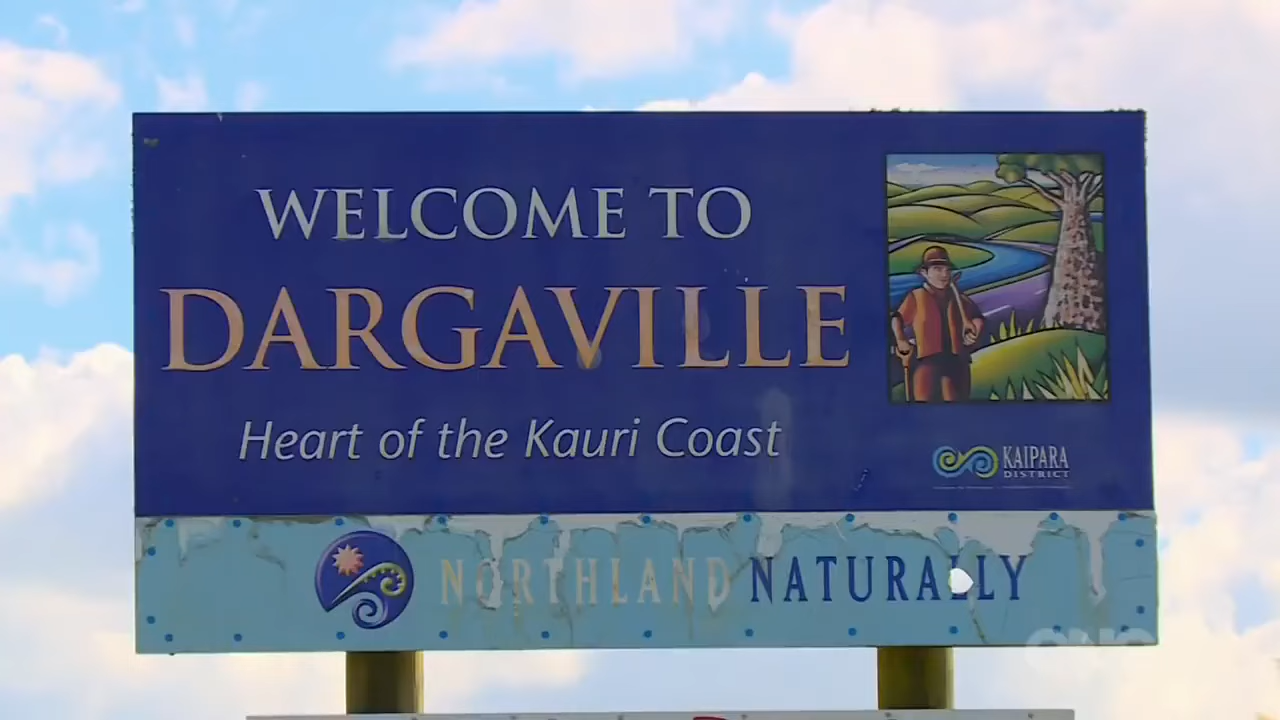 WELCOME TO
DARGAVILLE
Heart of the Kauri Coast
KAIPARA
DISTRICT
NORTHLAND NATURALLY